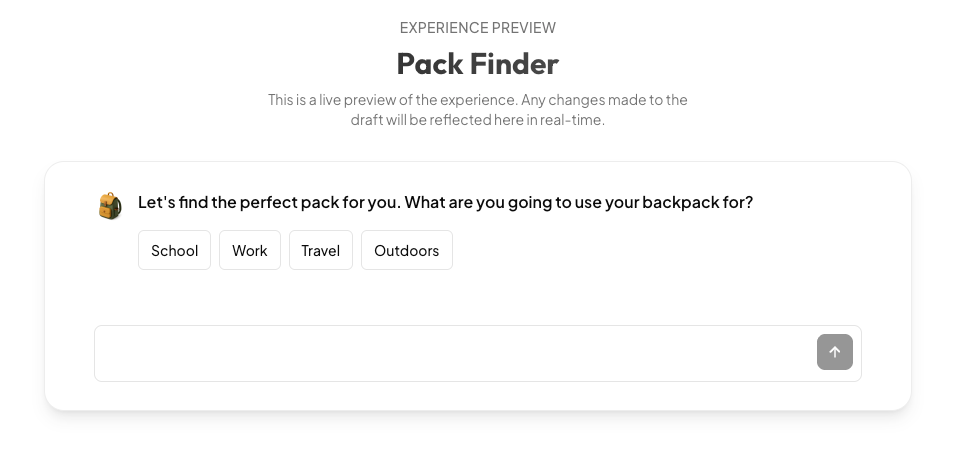 EXPERIENCE PREVIEW
Pack Finder
This is a live preview of the experience. Any changes made to the
draft will be reflected here in real-time.
Let's find the perfect pack for you. What are you going to use your backpack for?
School Work Travel Outdoors